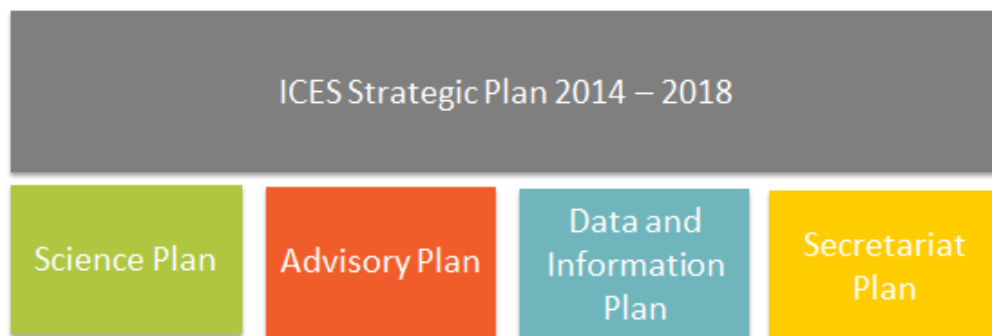 ICES Strategic Plan 2014 – 2018
Science Plan
Advisory Plan
Data and
Information
Plan
Secretariat
Plan